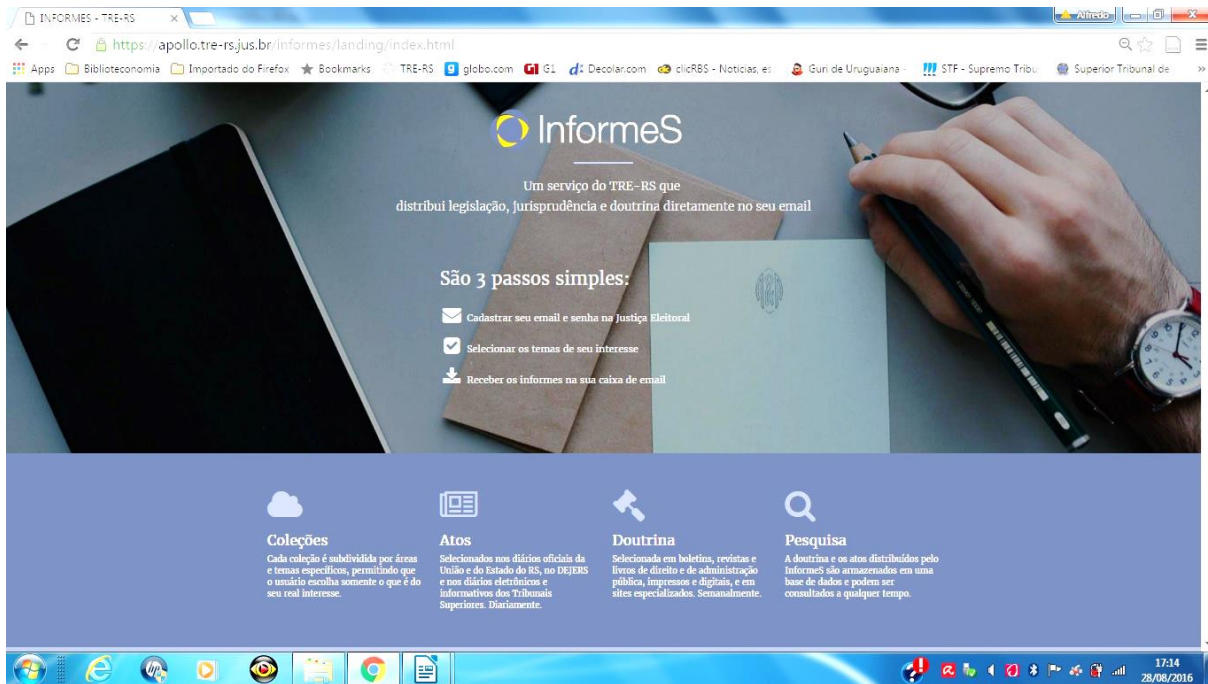 INFORMES - TRE-RS
Alfredo
https://apollo.tre-rs.jus.br/informes/landing/index.html
Apps Biblioteconomia Importado do Firefox Bookmarks TRE-RS globo.com G1 Decolar.com clicRBS - Notícias, es Guri de Uruguaiana - STF - Supremo Tribu Superior Tribunal de »
InformeS
Um serviço do TRE-RS que
distribui legislação, jurisprudência e doutrina diretamente no seu email
São 3 passos simples:
Cadastrar seu email e senha na Justiça Eleitoral
Selecionar os temas de seu interesse
Receber os informes na sua caixa de email
Coleções
Cada coleção é subdividida por áreas
e temas específicos, permitindo que
o usuário escolha somente o que é do
seu real interesse.
Atos
Selecionados nos diários oficiais da
União e do Estado do RS, no DEJERS
e nos diários eletrônicos e
informativos dos Tribunais
Superiores. Diariamente.
Doutrina
Selecionada em boletins, revistas e
livros de direito e de administração
pública, impressos e digitais, e em
sites especializados. Semanalmente.
Pesquisa
A doutrina e os atos distribuídos pelo
InformeS são armazenados em uma
base de dados e podem ser
consultados a qualquer tempo.
17:14
28/08/2016